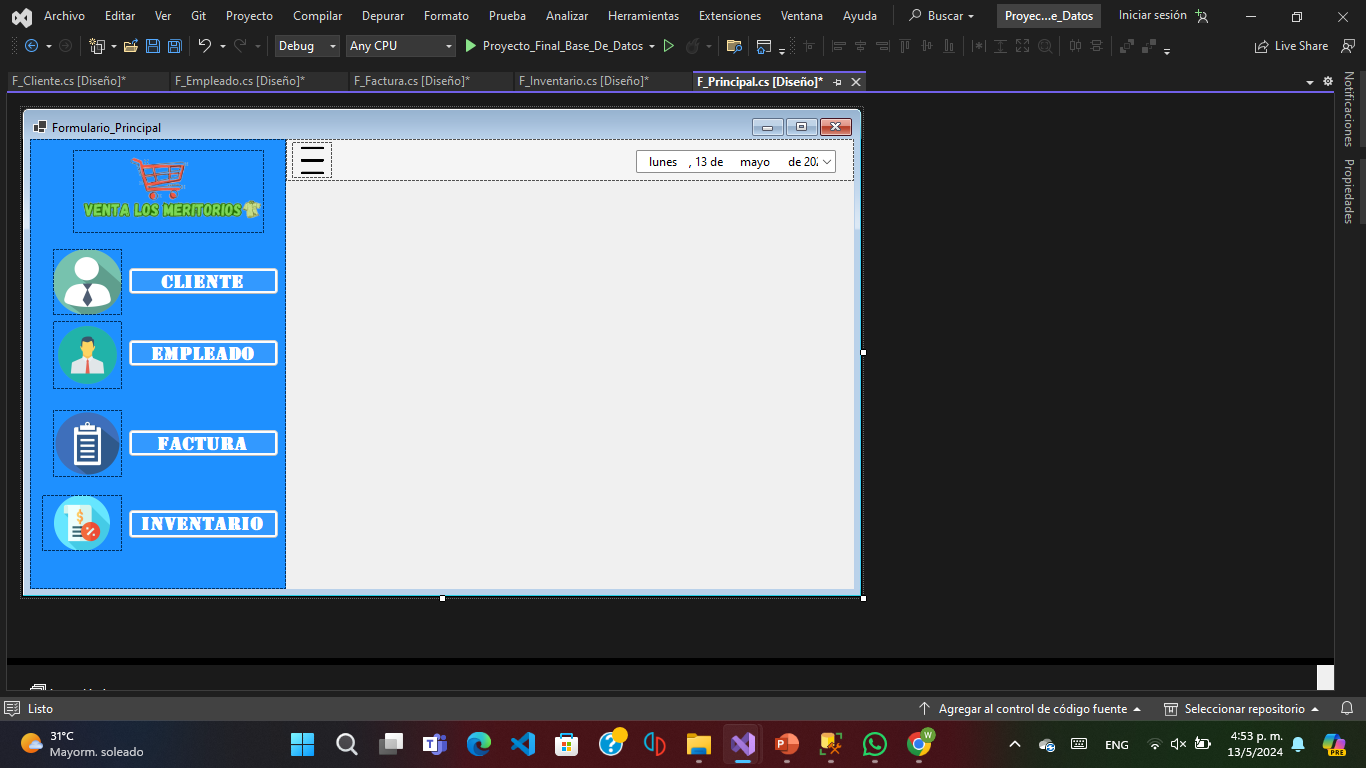 Archivo Editar Ver Git Proyecto Compilar Depurar Formato Prueba Analizar Herramientas Extensiones Ventana Ayuda Buscar Proyec...e_Datos Iniciar sesión
Debug Any CPU Proyecto_Final_Base_De_Datos Live Share
F_Cliente.cs [Diseño]* F_Empleado.cs [Diseño]* F_Factura.cs [Diseño]* F_Inventario.cs [Diseño]* F_Principal.cs [Diseño]*
Notificaciones
Propiedades
Formulario_Principal
lunes , 13 de mayo de 202
VENTA LOS MERITORIOS
CLIENTE
EMPLEADO
FACTURA
INVENTARIO
Listo Agregar al control de código fuente Seleccionar repositorio
31°C
Mayorm. soleado
W
ENG
4:53 p. m.
13/5/2024
PRE